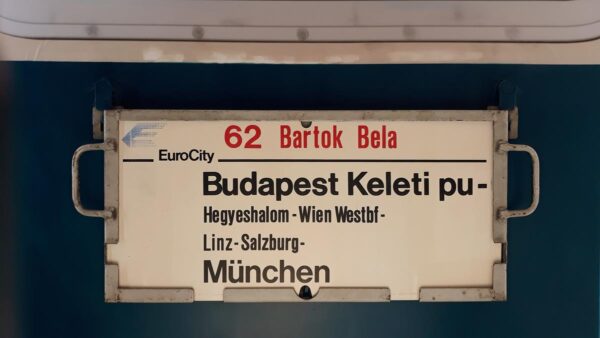 62 Bartok Bela
EuroCity
Budapest Keleti pu-
Hegyeshalom-Wien Westbf-
Linz-Salzburg-
München